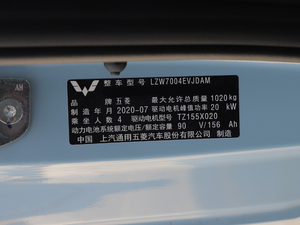 整车型号 LZW7004EVJDAM
品牌 五菱 最大允许总质量 1020kg
制造年月 2020-07 驱动电机峰值功率 20 kW
乘坐人数 4 驱动电机型号 TZ155X020
动力电池系统额定电压/额定容量 90 V/156 Ah
中国 上汽通用五菱汽车股份有限公司 制造
AH